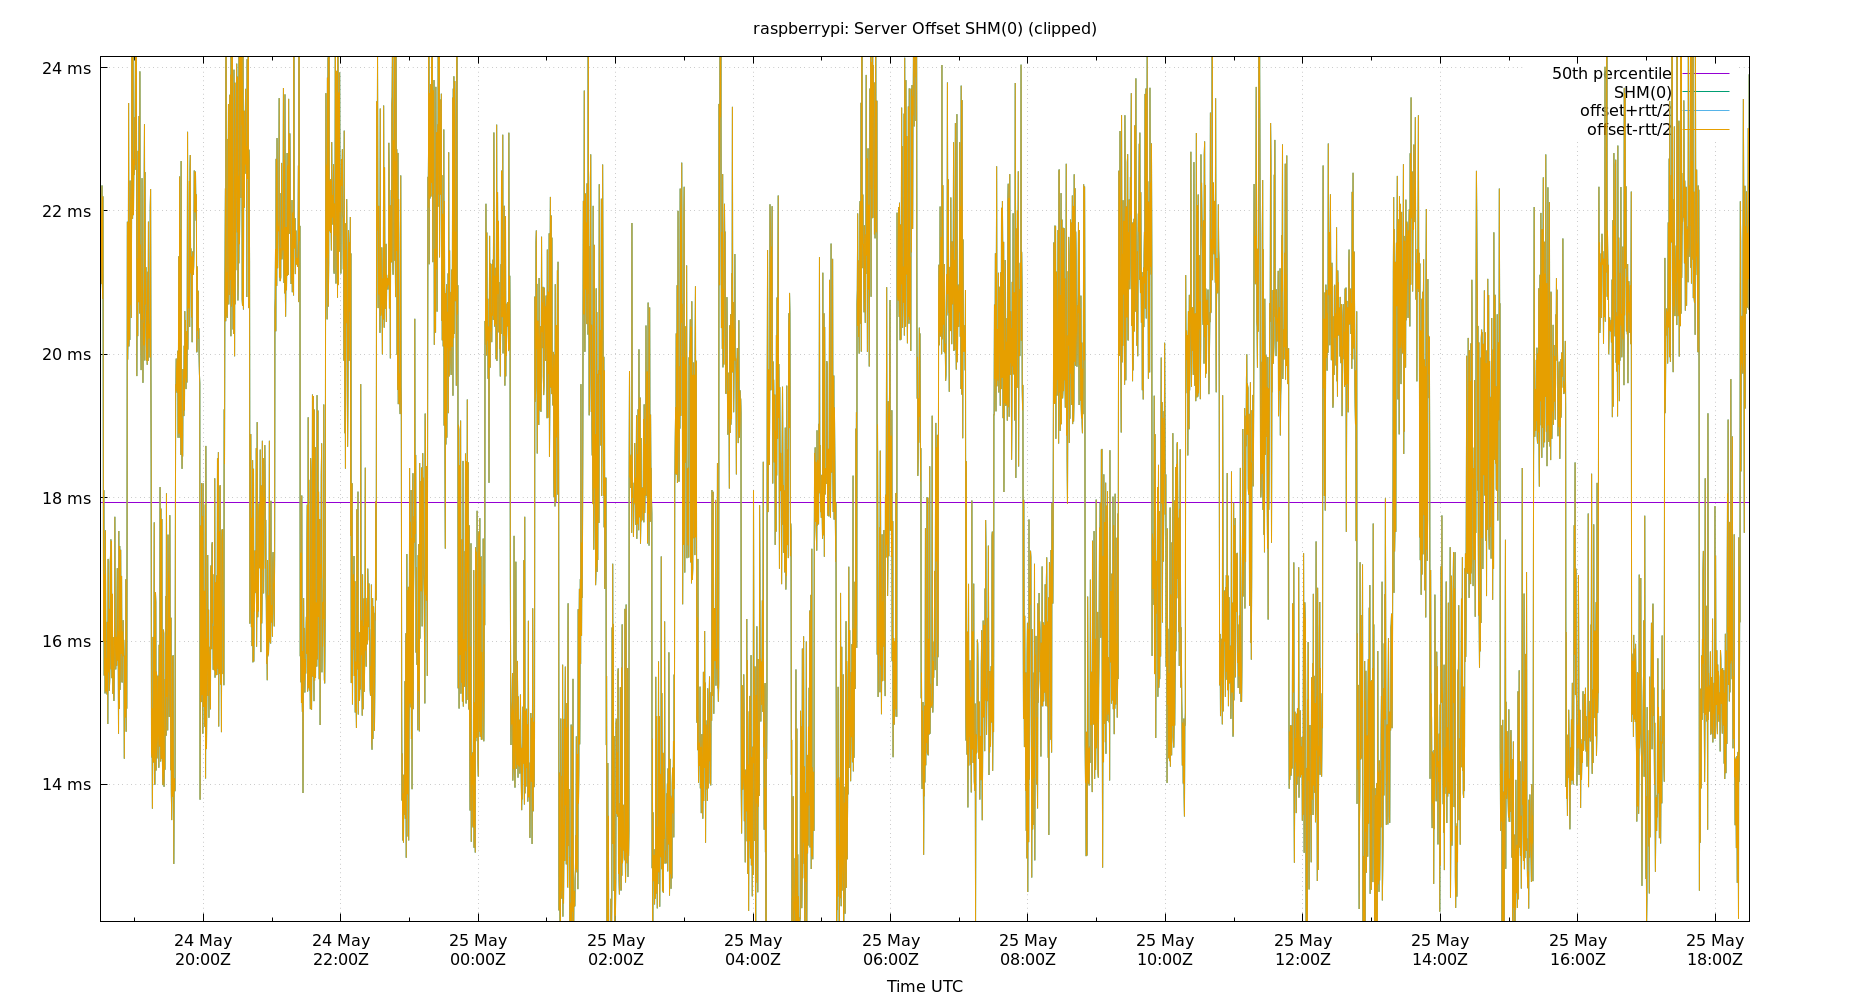 raspberrypi: Server Offset SHM(0) (clipped)
24 ms
22 ms
20 ms
18 ms
16 ms
14 ms
50th percentile
SHM(0)
offset+rtt/2
offset-rtt/2
24 May 24 May 25 May 25 May 25 May 25 May 25 May 25 May 25 May 25 May 25 May 25 May
20:00Z 22:00Z 00:00Z 02:00Z 04:00Z 06:00Z 08:00Z 10:00Z 12:00Z 14:00Z 16:00Z 18:00Z
Time UTC